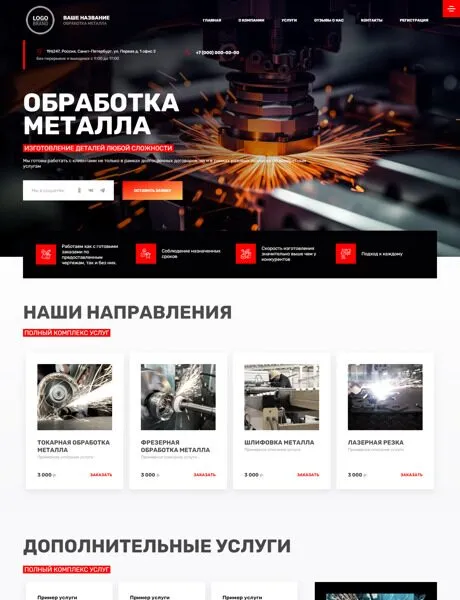 LOGO
BRAND
ВАШЕ НАЗВАНИЕ
ОБРАБОТКА МЕТАЛЛА
ГЛАВНАЯ
О КОМПАНИИ
УСЛУГИ
ОТЗЫВЫ О НАС
КОНТАКТЫ
РЕГИСТРАЦИЯ
194247, Россия, Санкт-Петербург, ул. Первая д. 1 офис 2
Без перерывов и выходных с 11:00 до 17:00
+7 (000) 000-00-00
ОБРАБОТКА
МЕТАЛЛА
ИЗГОТОВЛЕНИЕ ДЕТАЛЕЙ ЛЮБОЙ СЛОЖНОСТИ
Мы готовы работать с клиентами не только в рамках долгосрочных договоров, но и в рамках разовых
услугам
Мы в соцсетях
ОСТАВИТЬ ЗАЯВКУ
Работаем как с готовыми
заказами по
предоставленным
чертежам, так и без них.
Соблюдение назначенных
сроков
Скорость изготовления
значительно выше чем у
конкурентов
Подход к каждому
НАШИ НАПРАВЛЕНИЯ
ПОЛНЫЙ КОМПЛЕКС УСЛУГ
ТОКАРНАЯ ОБРАБОТКА
МЕТАЛЛА
Примерное описание услуги
3 000 р.
ЗАКАЗАТЬ
ФРЕЗЕРНАЯ
ОБРАБОТКА МЕТАЛЛА
Примерное описание услуги
3 000 р.
ЗАКАЗАТЬ
ШЛИФОВКА МЕТАЛЛА
Примерное описание услуги
3 000 р.
ЗАКАЗАТЬ
ЛАЗЕРНАЯ РЕЗКА
Примерное описание услуги
3 000 р.
ЗАКАЗАТЬ
ДОПОЛНИТЕЛЬНЫЕ УСЛУГИ
ПОЛНЫЙ КОМПЛЕКС УСЛУГ
Пример услуги
Пример услуги
Пример услуги